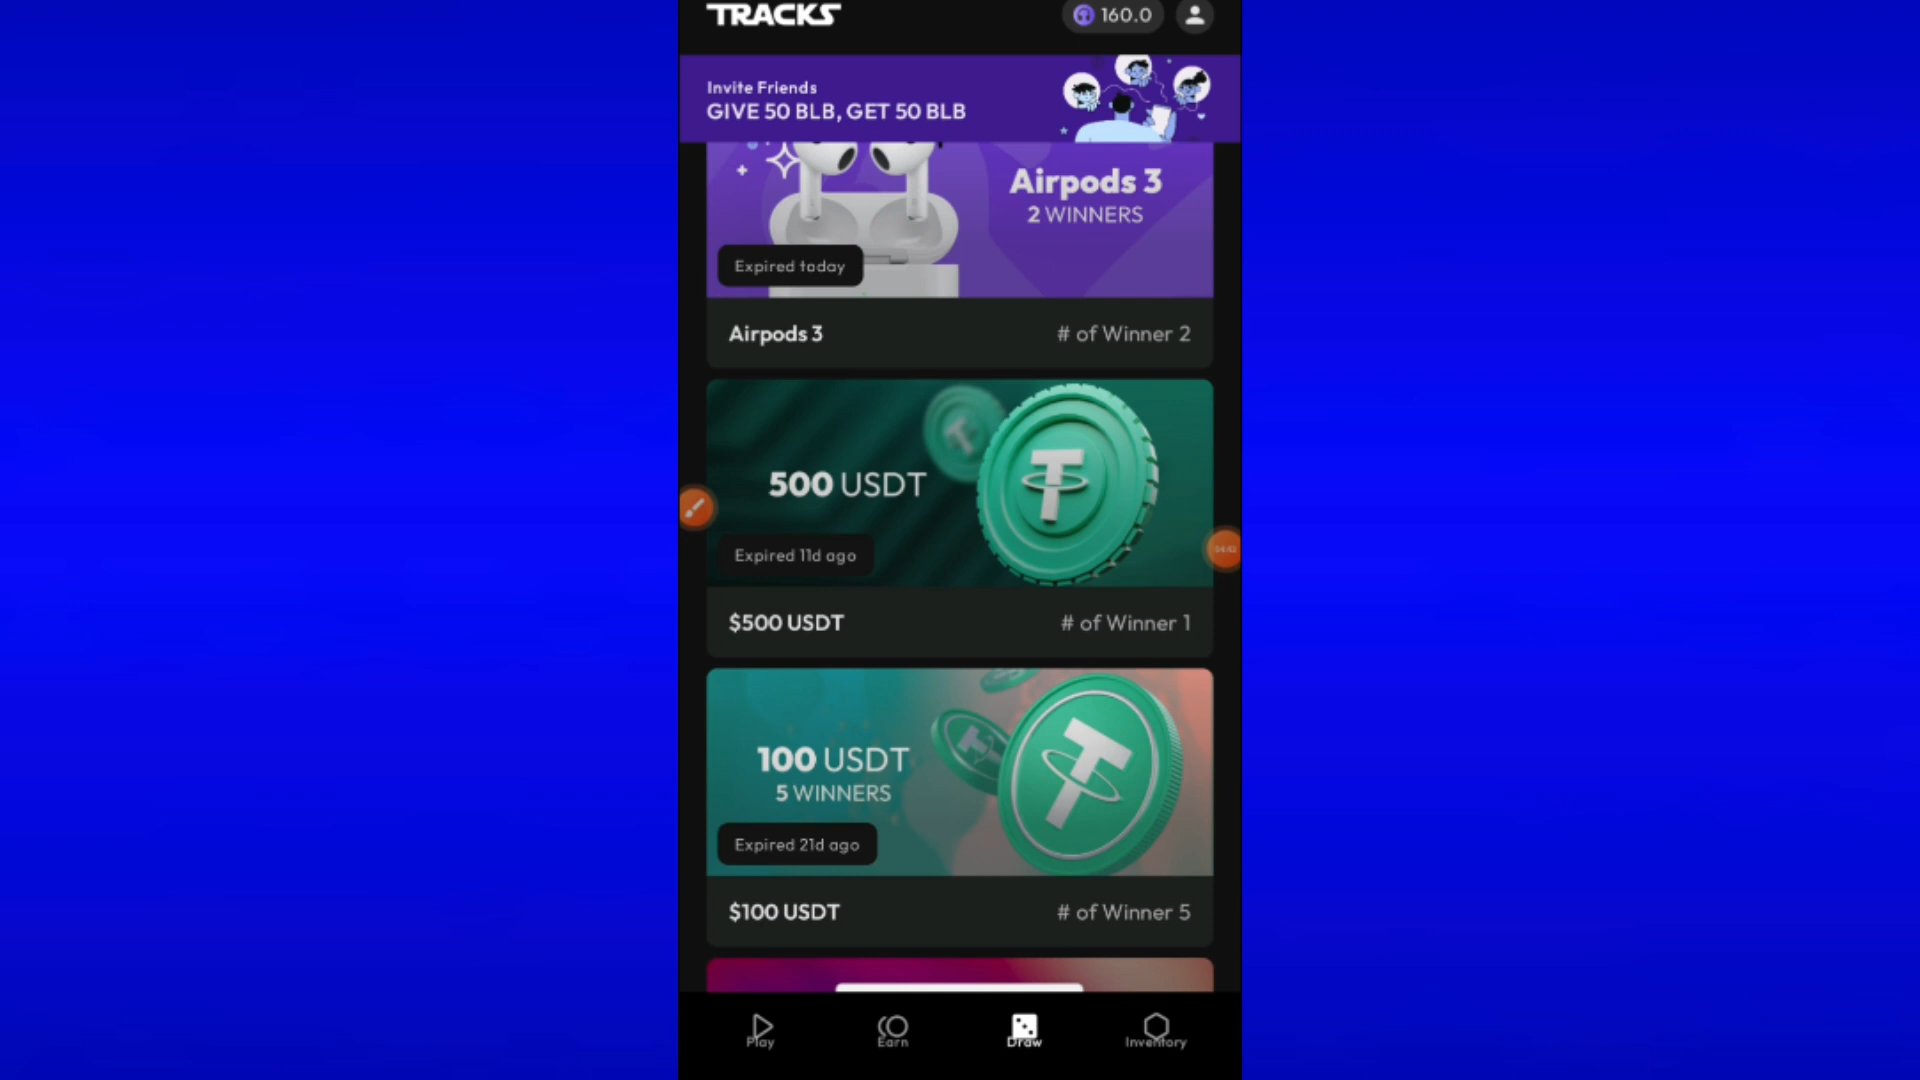 TRACKS
160.0
Invite Friends
GIVE 50 BLB, GET 50 BLB
Airpods 3
2 WINNERS
Expired today
Airpods 3
# of Winner 2
500 USDT
Expired 11d ago
$500 USDT
# of Winner 1
100 USDT
5 WINNERS
Expired 21d ago
$100 USDT
# of Winner 5
Play
Earn
Draw
Inventory